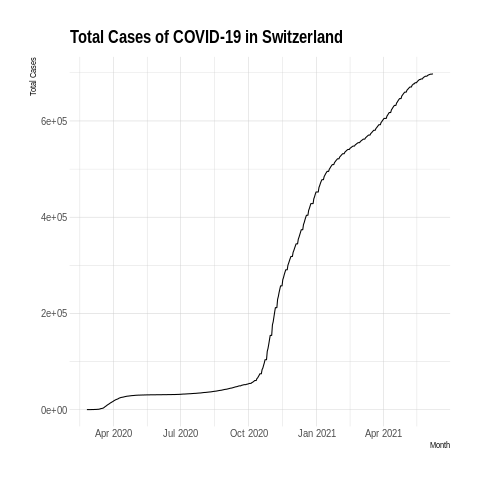 Total Cases of COVID-19 in Switzerland
Total Cases
6e+05
4e+05
2e+05
0e+00
Apr 2020 Jul 2020 Oct 2020 Jan 2021 Apr 2021
Month